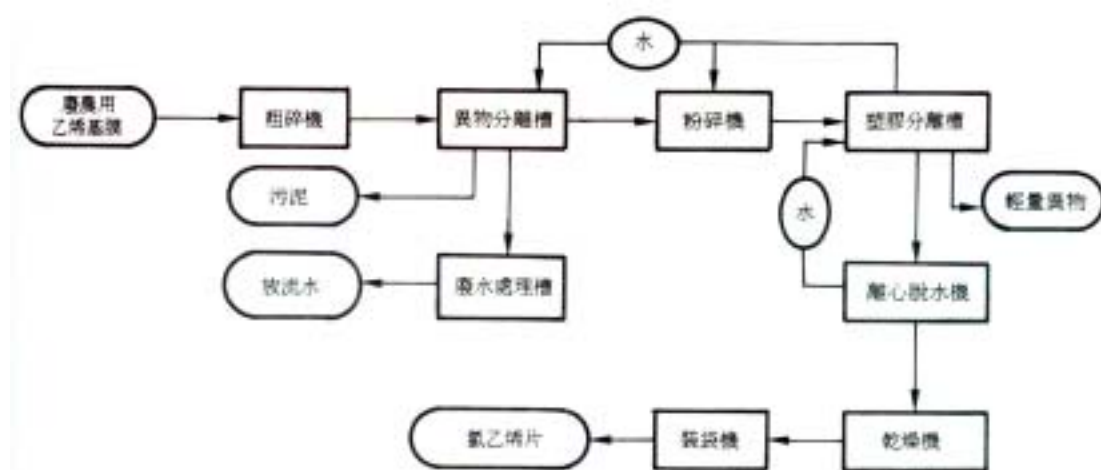 水
廢農用
乙烯基膜
粗碎機
異物分離槽
粉碎機
塑膠分離槽
污泥
水
輕量異物
放流水
廢水處理槽
離心脫水機
氯乙烯片
裝袋機
乾燥機